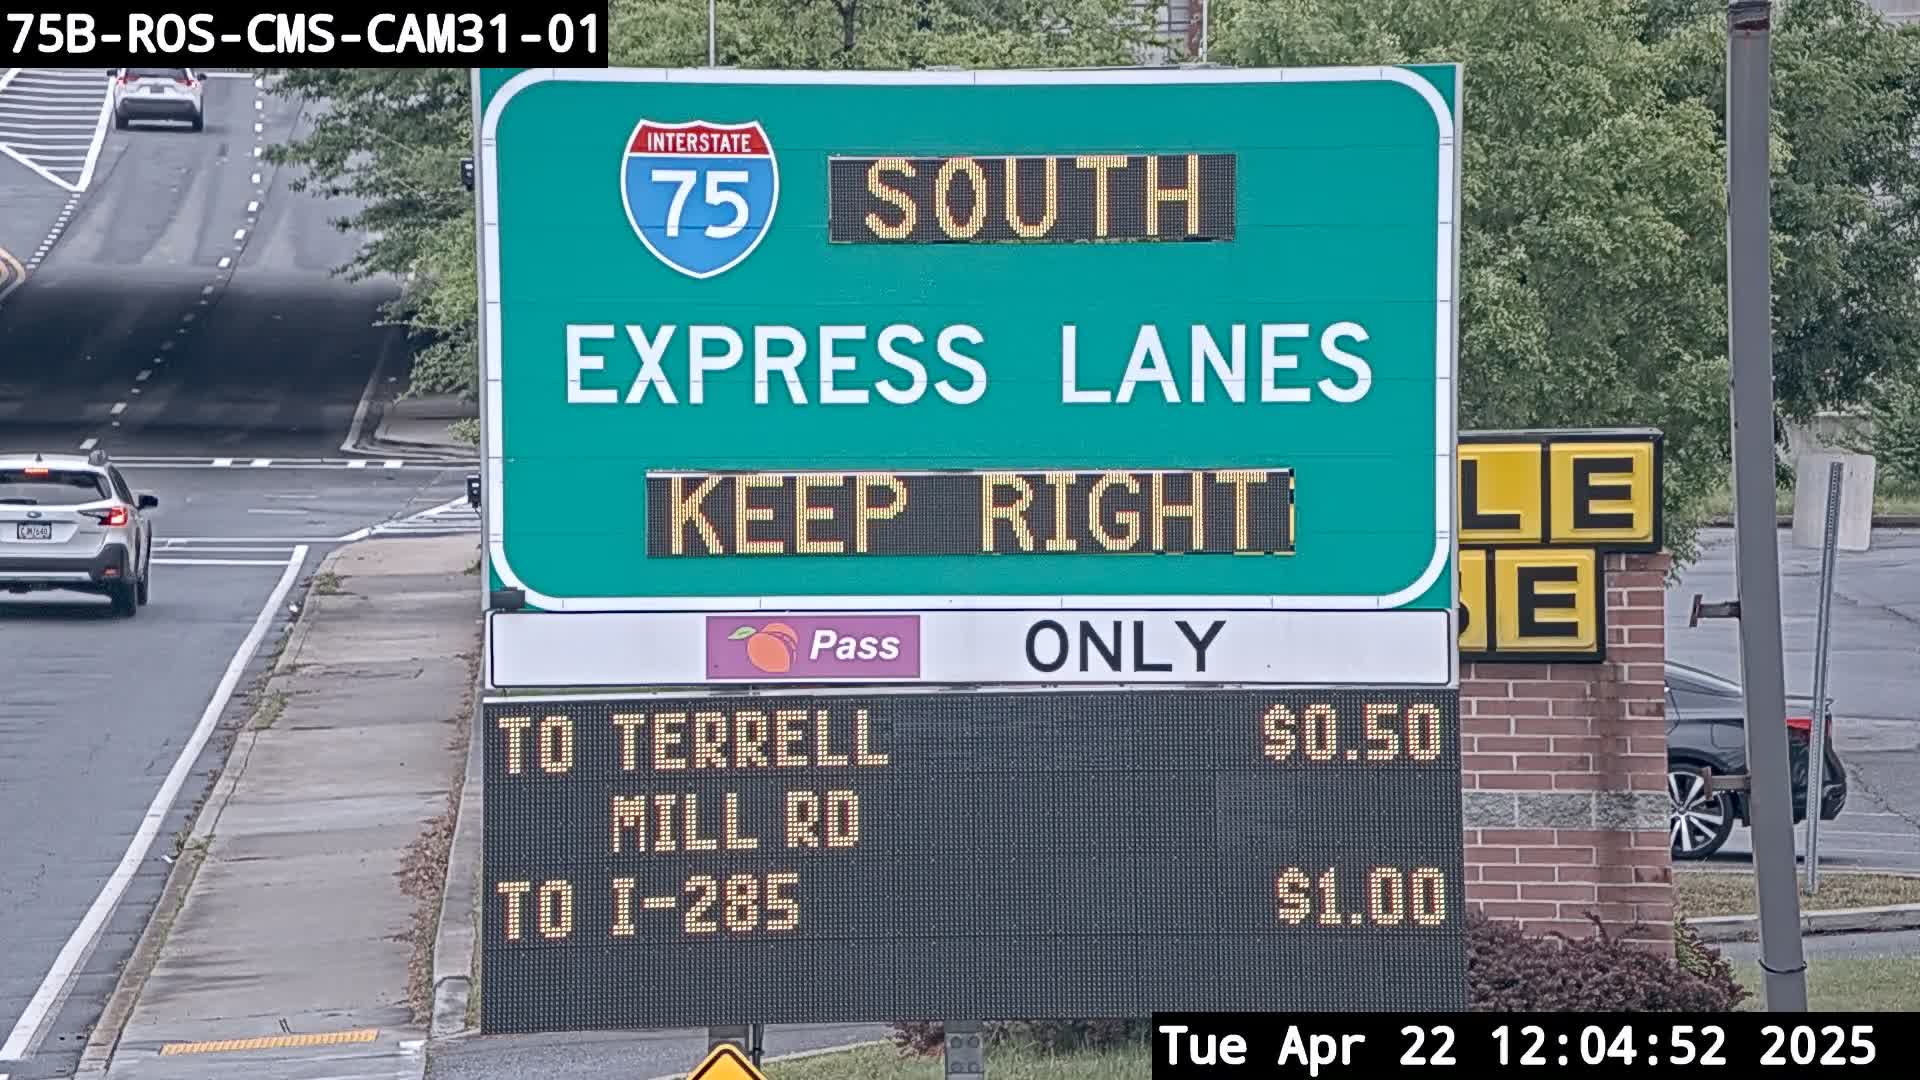 75B-ROS-CMS-CAM31-01
INTERSTATE
75
SOUTH
EXPRESS LANES
KEEP RIGHT
Pass ONLY
TO TERRELL $0.50
MILL RD
TO I-285 $1.00
LE
E
Tue Apr 22 12:04:52 2025